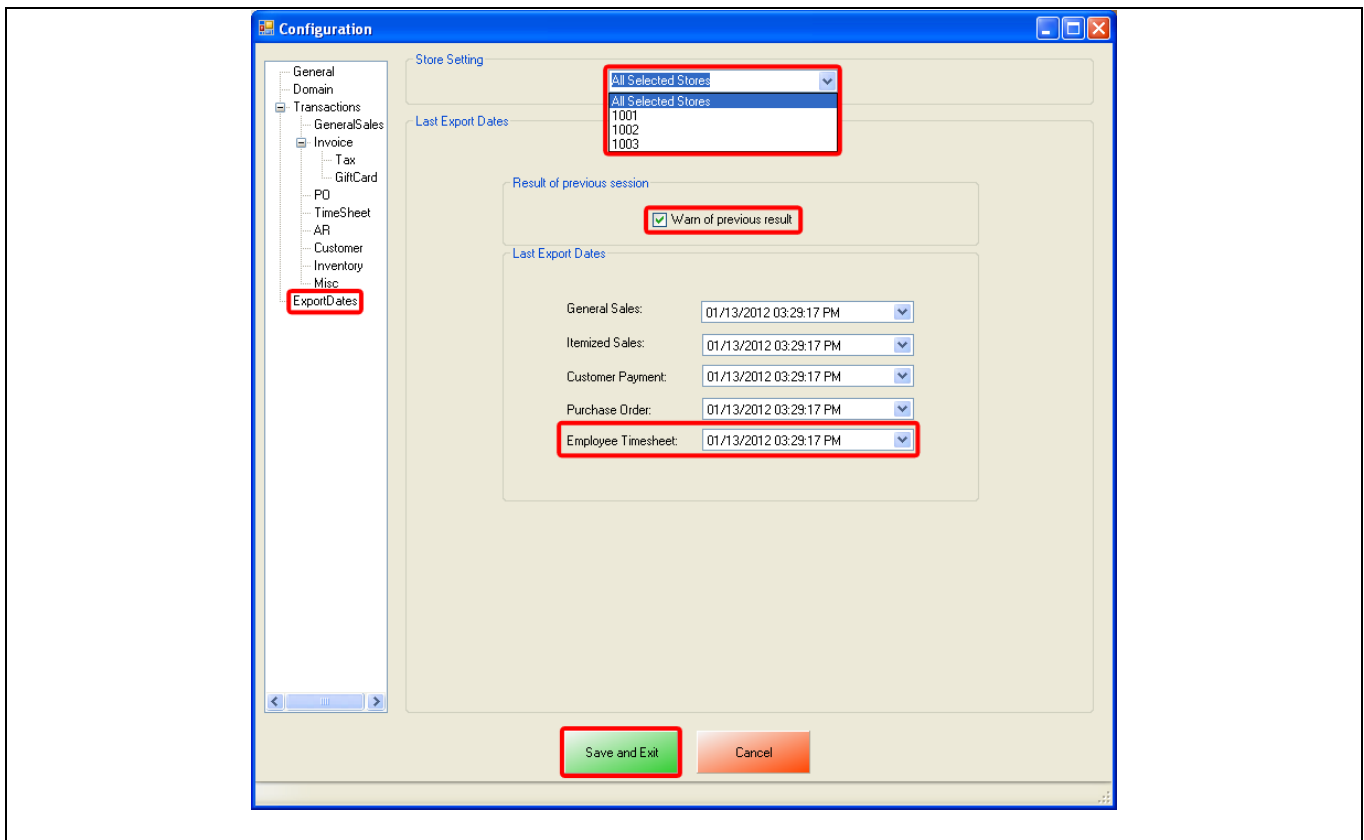 Configuration
General
Domain
Transactions
GeneralSales
Invoice
Tax
GiftCard
PO
TimeSheet
AR
Customer
Inventory
Misc
ExportDates
Store Setting
All Selected Stores
All Selected Stores
1001
1002
1003
Last Export Dates
Result of previous session
Warn of previous result
Last Export Dates
General Sales: 01/13/2012 03:29:17 PM
Itemized Sales: 01/13/2012 03:29:17 PM
Customer Payment: 01/13/2012 03:29:17 PM
Purchase Order: 01/13/2012 03:29:17 PM
Employee Timesheet: 01/13/2012 03:29:17 PM
Save and Exit Cancel